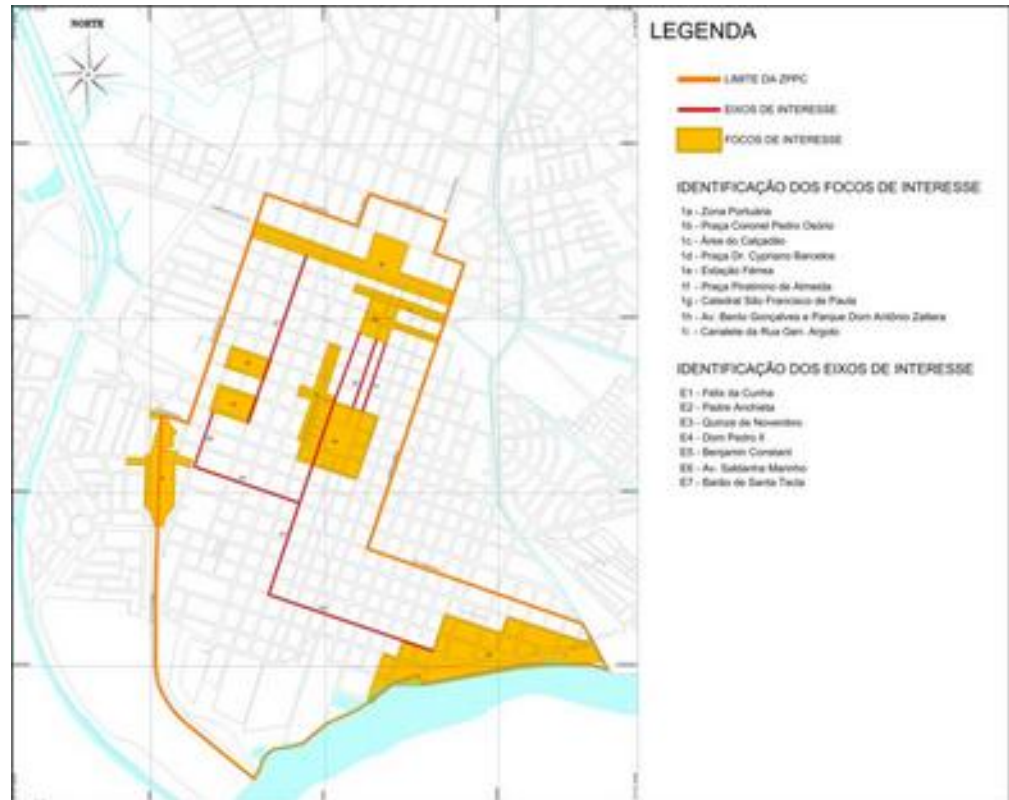 NORTE
LEGENDA
LIMITE DA ZPPC
EIXOS DE INTERESSE
FOCOS DE INTERESSE
IDENTIFICAÇÃO DOS FOCOS DE INTERESSE
1a - Zona Portuária
1b - Praça Coronel Pedro Osório
1c - Área do Calçadão
1d - Praça Dr. Cypriano Barcelos
1e - Estação Férrea
1f - Praça Piratinino de Almeida
1g - Catedral São Francisco de Paula
1h - Av. Bento Gonçalves e Parque Dom Antônio Zattera
1i - Canalete da Rua Gen. Argolo
IDENTIFICAÇÃO DOS EIXOS DE INTERESSE
E1 - Félix da Cunha
E2 - Padre Anchieta
E3 - Quinze de Novembro
E4 - Dom Pedro II
E5 - Benjamin Constant
E6 - Av. Saldanha Marinho
E7 - Barão de Santa Tecla